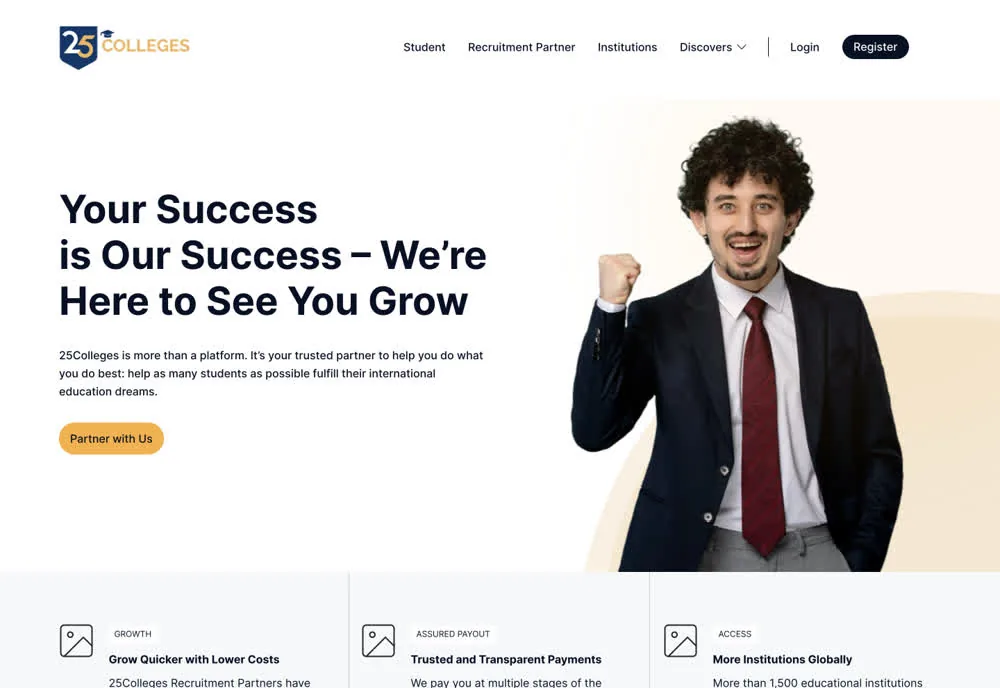 25 COLLEGES
Student Recruitment Partner Institutions Discovers Login Register
Your Success
is Our Success – We’re
Here to See You Grow
25Colleges is more than a platform. It’s your trusted partner to help you do what
you do best: help as many students as possible fulfill their international
education dreams.
Partner with Us
GROWTH
Grow Quicker with Lower Costs
25Colleges Recruitment Partners have
ASSURED PAYOUT
Trusted and Transparent Payments
We pay you at multiple stages of the
ACCESS
More Institutions Globally
More than 1,500 educational institutions